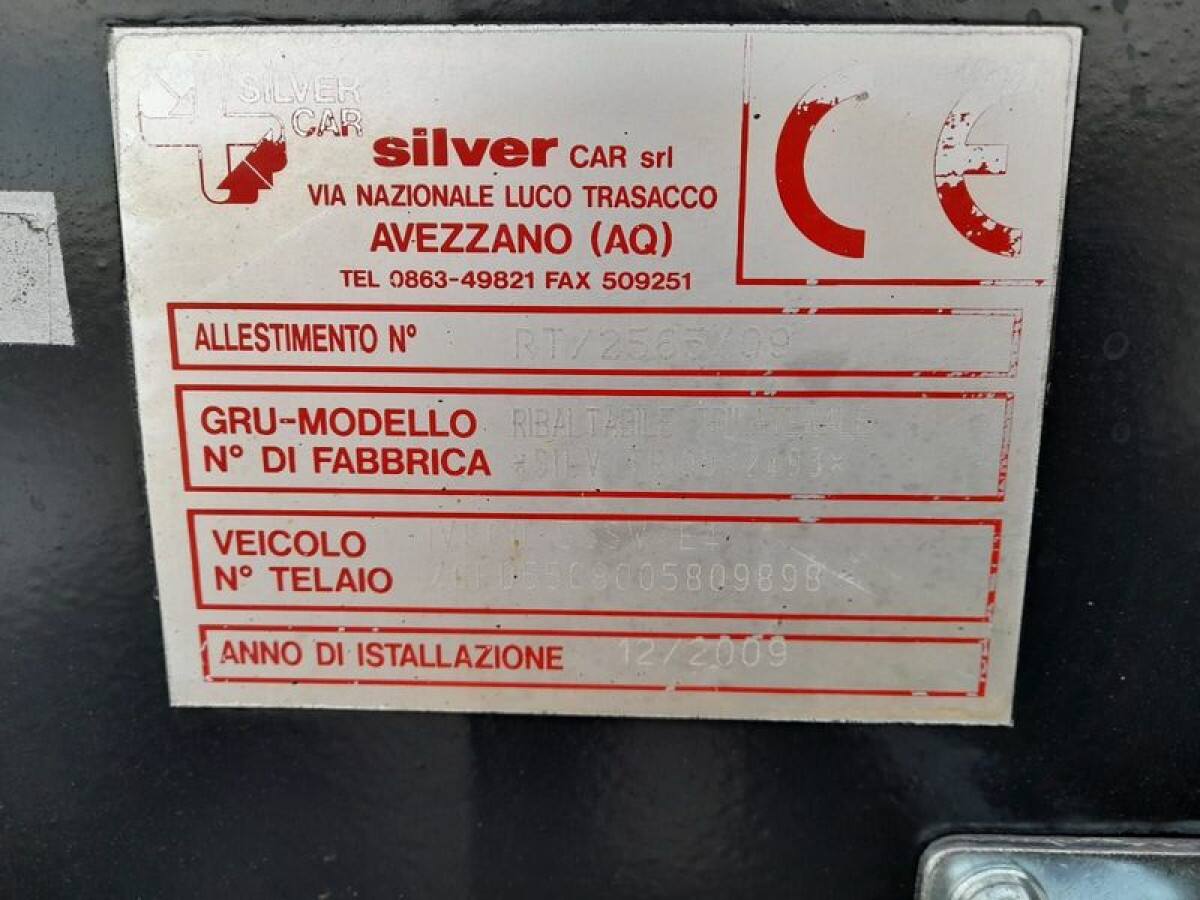 SILVER
CAR
silver CAR srl
VIA NAZIONALE LUCO TRASACCO
AVEZZANO (AQ)
TEL 0863-49821 FAX 509251
CE
ALLESTIMENTO N°
GRU-MODELLO RIBALTABILE
N° DI FABBRICA
VEICOLO
N° TELAIO
ANNO DI ISTALLAZIONE 12/2009